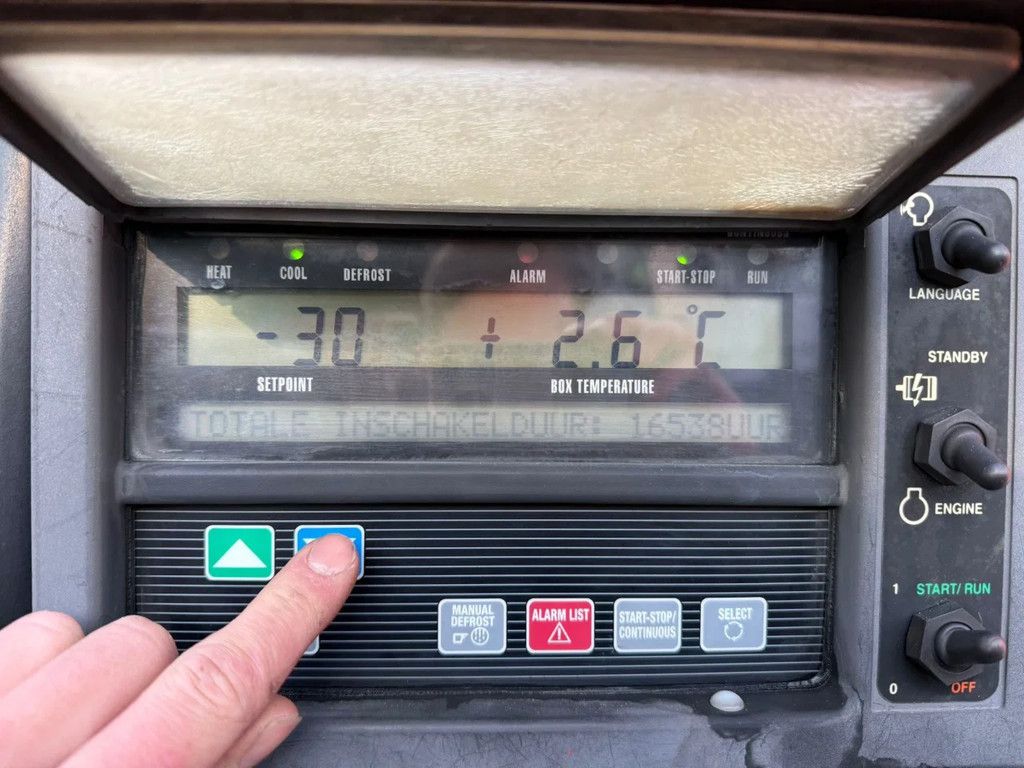 CONTINUOUS
HEAT COOL DEFROST ALARM START-STOP RUN
-30 + 2.6 °C
SETPOINT BOX TEMPERATURE
TOTALE INSCHAKELDUUR: 16538UUR
MANUAL DEFROST
ALARM LIST
START-STOP/
CONTINUOUS
SELECT
LANGUAGE
STANDBY
ENGINE
1 START/RUN
0 OFF